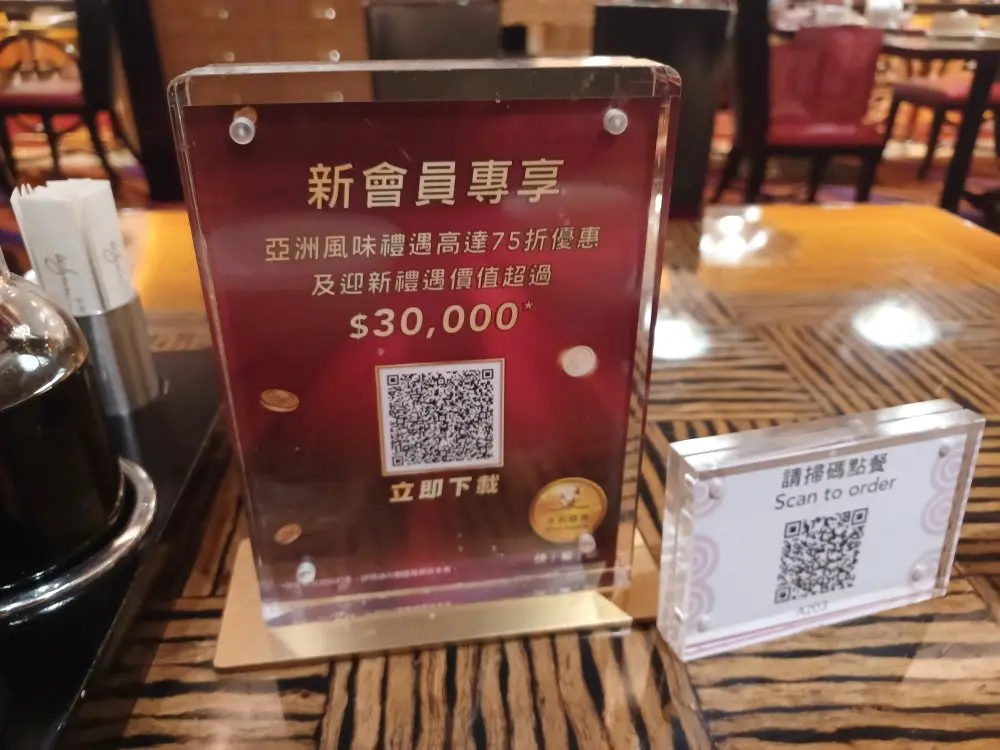 新會員專享
亞洲風味禮遇高達75折優惠
及迎新禮遇價值超過
$30,000*
立即下載
請掃碼點餐
Scan to order
A203